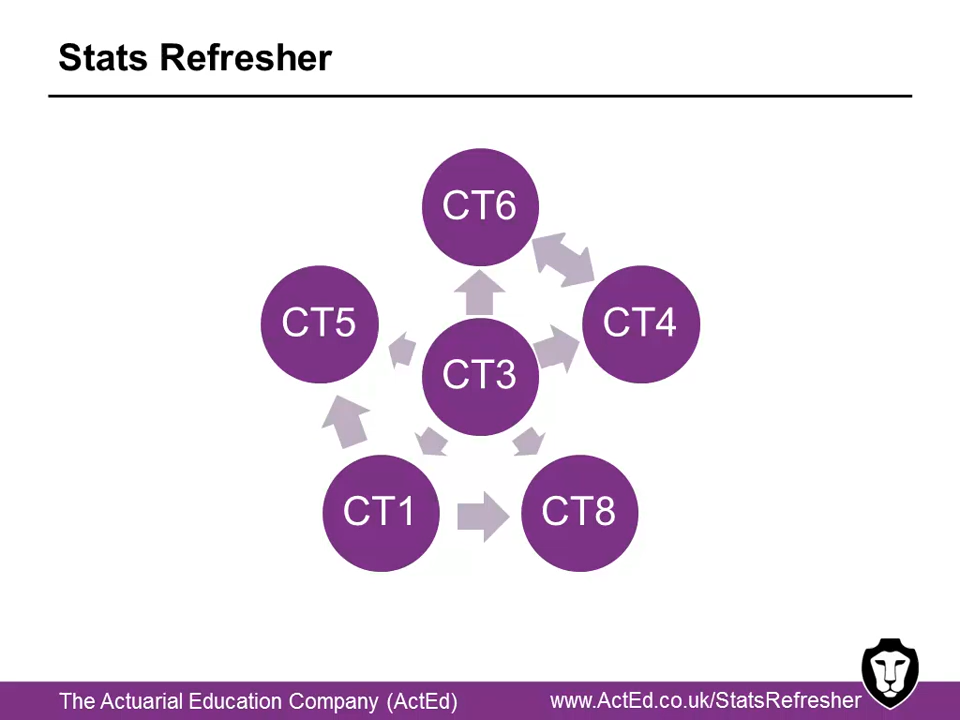 Stats Refresher
CT6
CT5
CT4
CT3
CT1
CT8
The Actuarial Education Company (ActEd)
www.ActEd.co.uk/StatsRefresher